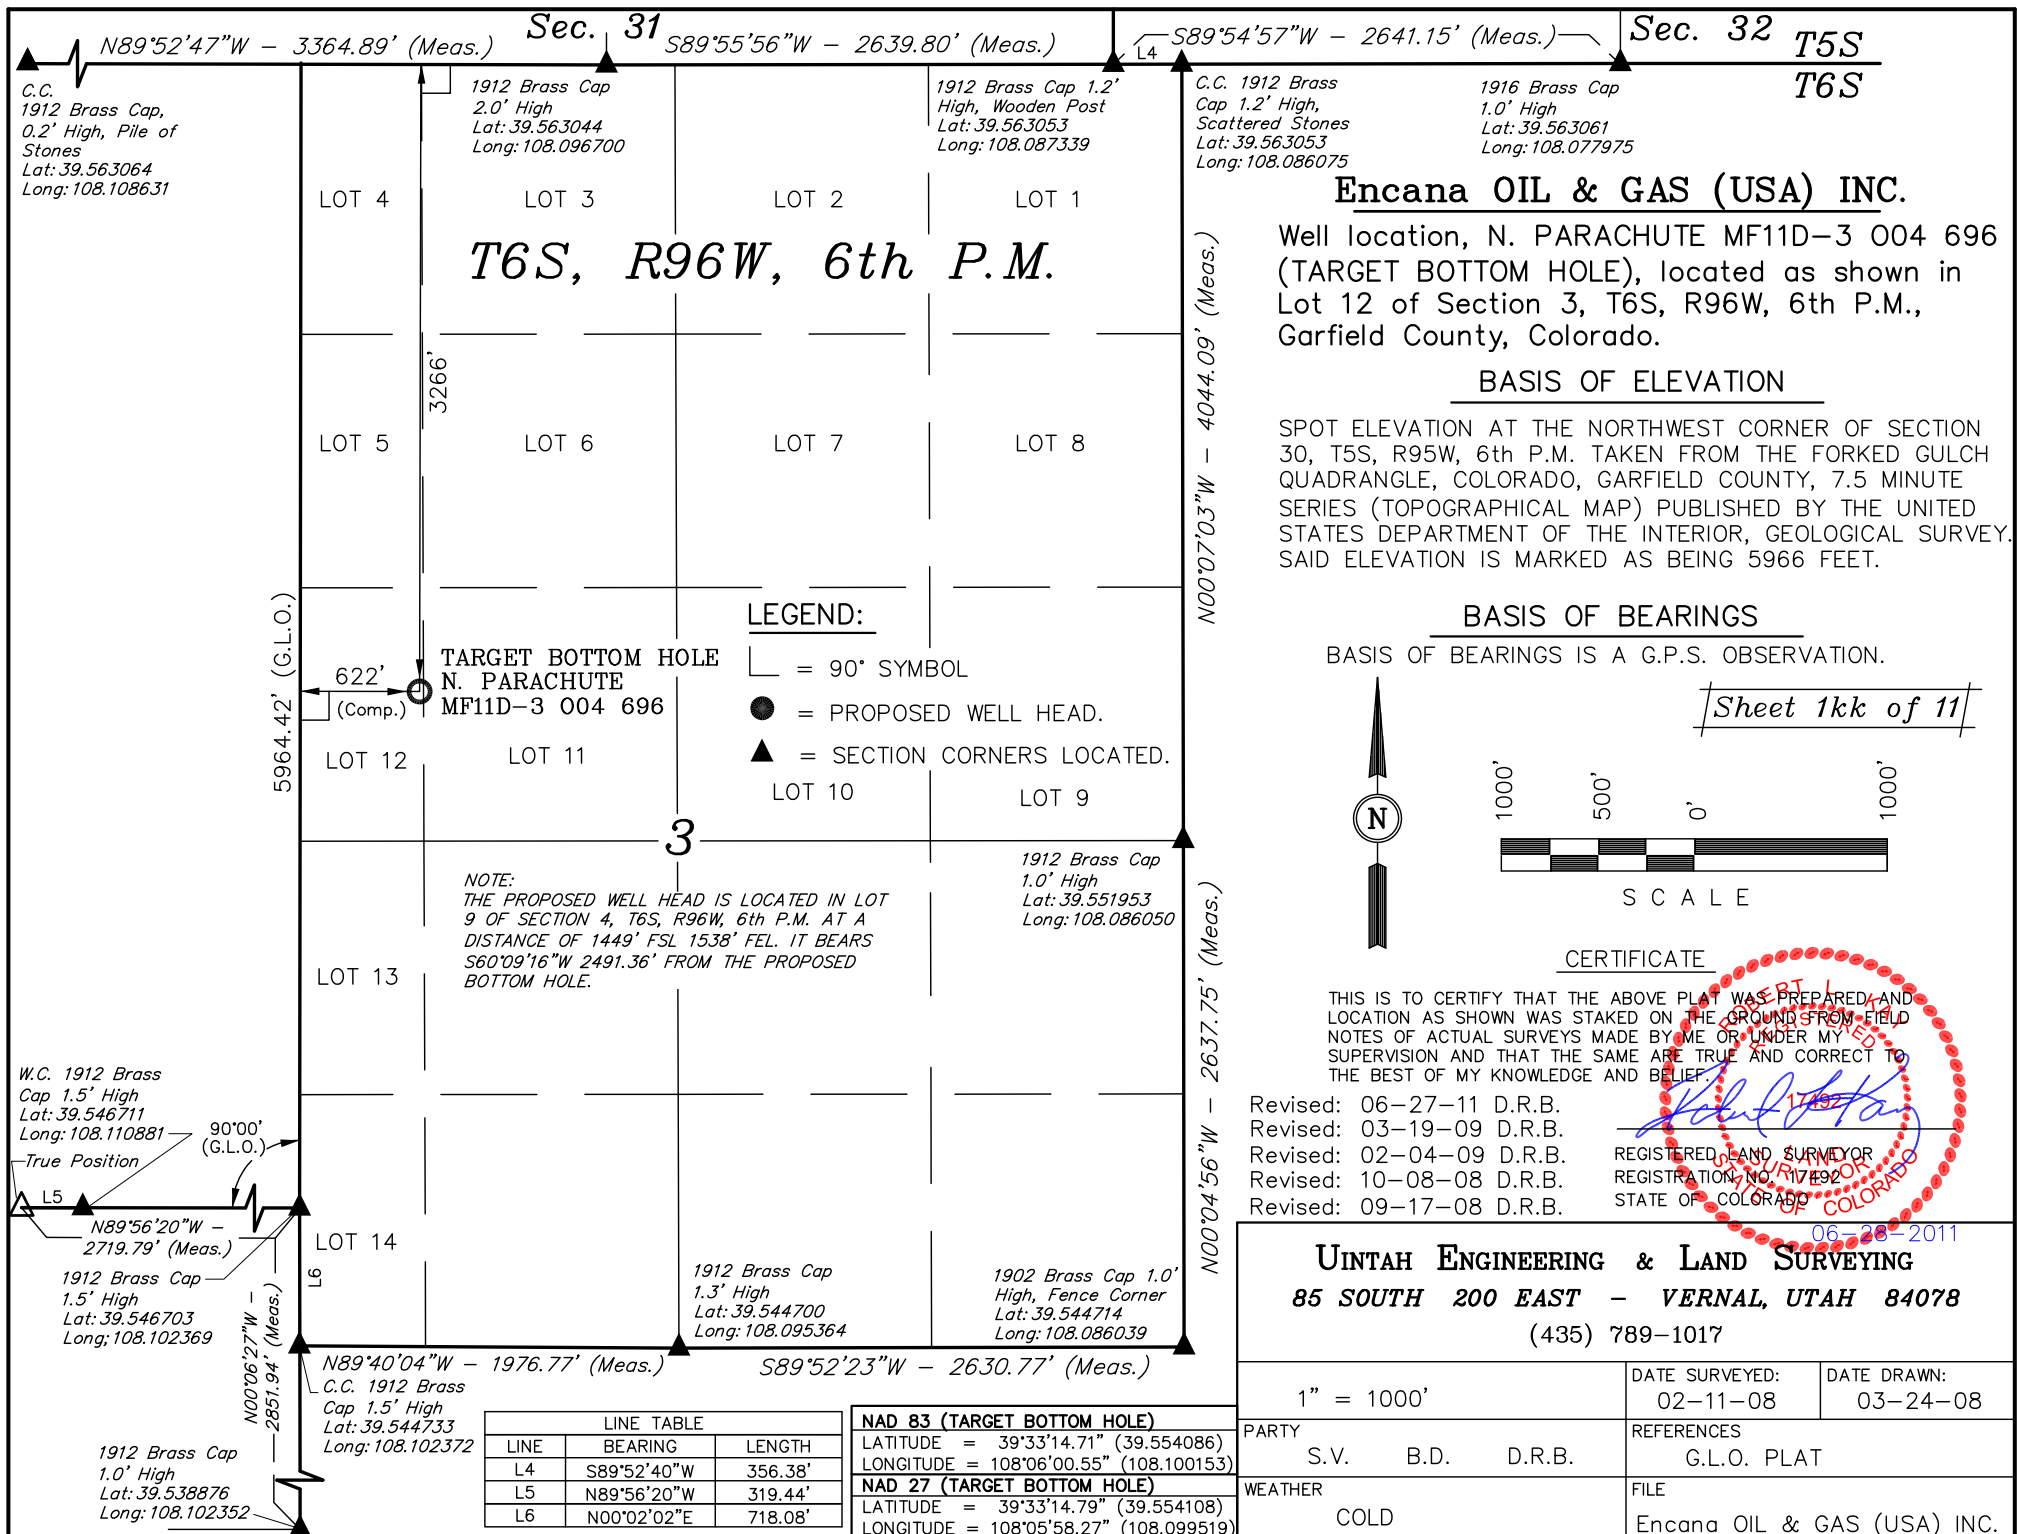 N89°52'47"W - 3364.89' (Meas.)
Sec. 31
S89°55'56"W - 2639.80' (Meas.)
L4
S89°54'57"W - 2641.15' (Meas.)
Sec. 32
T5S
T6S
C.C.
1912 Brass Cap,
0.2' High, Pile of
Stones
Lat: 39.563064
Long: 108.108631
1912 Brass Cap
2.0' High
Lat: 39.563044
Long: 108.096700
1912 Brass Cap 1.2'
High, Wooden Post
Lat: 39.563053
Long: 108.087339
C.C. 1912 Brass
Cap 1.2' High,
Scattered Stones
Lat: 39.563053
Long: 108.086075
1916 Brass Cap
1.0' High
Lat: 39.563061
Long: 108.077975
LOT 4
LOT 3
LOT 2
LOT 1
T6S, R96W, 6th P.M.
Encana OIL & GAS (USA) INC.
Well location, N. PARACHUTE MF11D-3 O04 696
(TARGET BOTTOM HOLE), located as shown in
Lot 12 of Section 3, T6S, R96W, 6th P.M.,
Garfield County, Colorado.
3266'
N00°07'03"W - 4044.09' (Meas.)
LOT 5
LOT 6
LOT 7
LOT 8
BASIS OF ELEVATION
SPOT ELEVATION AT THE NORTHWEST CORNER OF SECTION
30, T5S, R95W, 6th P.M. TAKEN FROM THE FORKED GULCH
QUADRANGLE, COLORADO, GARFIELD COUNTY, 7.5 MINUTE
SERIES (TOPOGRAPHICAL MAP) PUBLISHED BY THE UNITED
STATES DEPARTMENT OF THE INTERIOR, GEOLOGICAL SURVEY.
SAID ELEVATION IS MARKED AS BEING 5966 FEET.
BASIS OF BEARINGS
BASIS OF BEARINGS IS A G.P.S. OBSERVATION.
5964.42' (G.L.O.)
622'
(Comp.)
TARGET BOTTOM HOLE
N. PARACHUTE
MF11D-3 O04 696
LEGEND:
= 90° SYMBOL
= PROPOSED WELL HEAD.
= SECTION CORNERS LOCATED.
LOT 12
LOT 11
LOT 10
LOT 9
Sheet 1kk of 11
N
1000'
500'
0'
1000'
SCALE
3
NOTE:
THE PROPOSED WELL HEAD IS LOCATED IN LOT
9 OF SECTION 4, T6S, R96W, 6th P.M. AT A
DISTANCE OF 1449' FSL 1538' FEL. IT BEARS
S60°09'16"W 2491.36' FROM THE PROPOSED
BOTTOM HOLE.
1912 Brass Cap
1.0' High
Lat: 39.551953
Long: 108.086050
LOT 13
N00°04'56"W - 2637.75' (Meas.)
CERTIFICATE
THIS IS TO CERTIFY THAT THE ABOVE PLAT WAS PREPARED AND
LOCATION AS SHOWN WAS STAKED ON THE GROUND FROM FIELD
NOTES OF ACTUAL SURVEYS MADE BY ME OR UNDER MY
SUPERVISION AND THAT THE SAME ARE TRUE AND CORRECT TO
THE BEST OF MY KNOWLEDGE AND BELIEF.
ROBERT L. KAY
REGISTERED
17492
LAND
SURVEYOR
STATE OF COLORADO
06-28-2011
REGISTERED LAND SURVEYOR
REGISTRATION NO. 17492
STATE OF COLORADO
Revised: 06-27-11 D.R.B.
Revised: 03-19-09 D.R.B.
Revised: 02-04-09 D.R.B.
Revised: 10-08-08 D.R.B.
Revised: 09-17-08 D.R.B.
W.C. 1912 Brass
Cap 1.5' High
Lat: 39.546711
Long: 108.110881
True Position
90°00'
(G.L.O.)
L5
N89°56'20"W -
2719.79' (Meas.)
1912 Brass Cap
1.5' High
Lat: 39.546703
Long; 108.102369
LOT 14
L6
N00°06'27"W -
2851.94' (Meas.)
1912 Brass Cap
1.3' High
Lat: 39.544700
Long: 108.095364
1902 Brass Cap 1.0'
High, Fence Corner
Lat: 39.544714
Long: 108.086039
N89°40'04"W - 1976.77' (Meas.)
S89°52'23"W - 2630.77' (Meas.)
C.C. 1912 Brass
Cap 1.5' High
Lat: 39.544733
Long: 108.102372
1912 Brass Cap
1.0' High
Lat: 39.538876
Long: 108.102352
LINE TABLE
LINE BEARING LENGTH
L4 S89°52'40"W 356.38'
L5 N89°56'20"W 319.44'
L6 N00°02'02"E 718.08'
NAD 83 (TARGET BOTTOM HOLE)
LATITUDE = 39°33'14.71" (39.554086)
LONGITUDE = 108°06'00.55" (108.100153)
NAD 27 (TARGET BOTTOM HOLE)
LATITUDE = 39°33'14.79" (39.554108)
LONGITUDE = 108°05'58.27" (108.099519)
UINTAH ENGINEERING & LAND SURVEYING
85 SOUTH 200 EAST - VERNAL, UTAH 84078
(435) 789-1017
1" = 1000'
DATE SURVEYED:
02-11-08
DATE DRAWN:
03-24-08
PARTY
S.V. B.D. D.R.B.
REFERENCES
G.L.O. PLAT
WEATHER
COLD
FILE
Encana OIL & GAS (USA) INC.